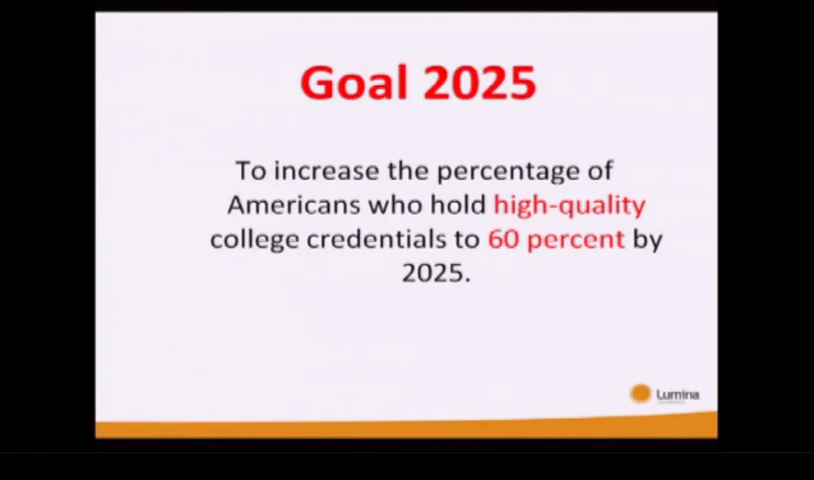 Goal 2025
To increase the percentage of
Americans who hold high-quality
college credentials to 60 percent by
2025.
Lumina